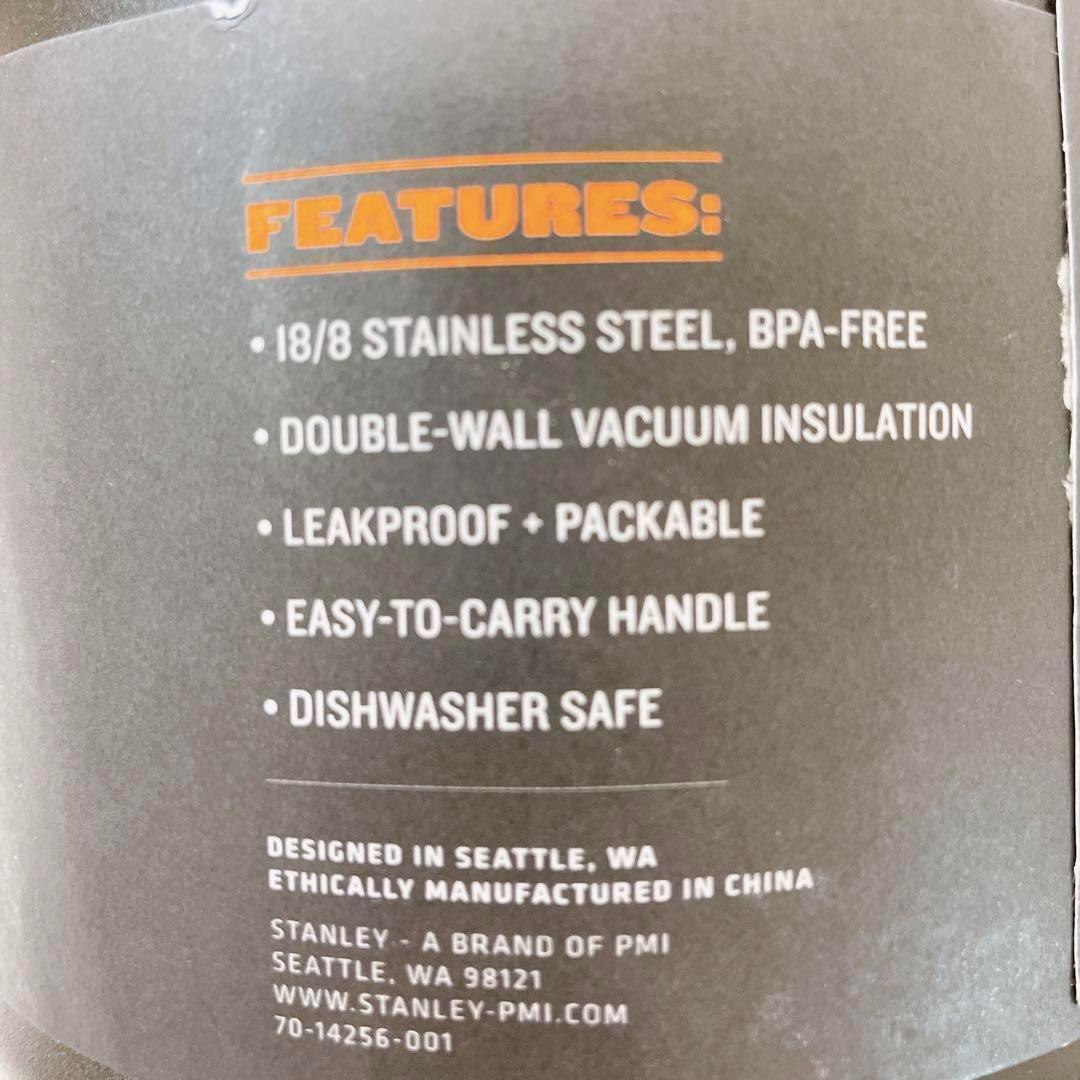 FEATURES:
• 18/8 STAINLESS STEEL, BPA-FREE
• DOUBLE-WALL VACUUM INSULATION
• LEAKPROOF + PACKABLE
• EASY-TO-CARRY HANDLE
• DISHWASHER SAFE
DESIGNED IN SEATTLE, WA
ETHICALLY MANUFACTURED IN CHINA
STANLEY - A BRAND OF PMI
SEATTLE, WA 98121
WWW.STANLEY-PMI.COM
70-14256-001